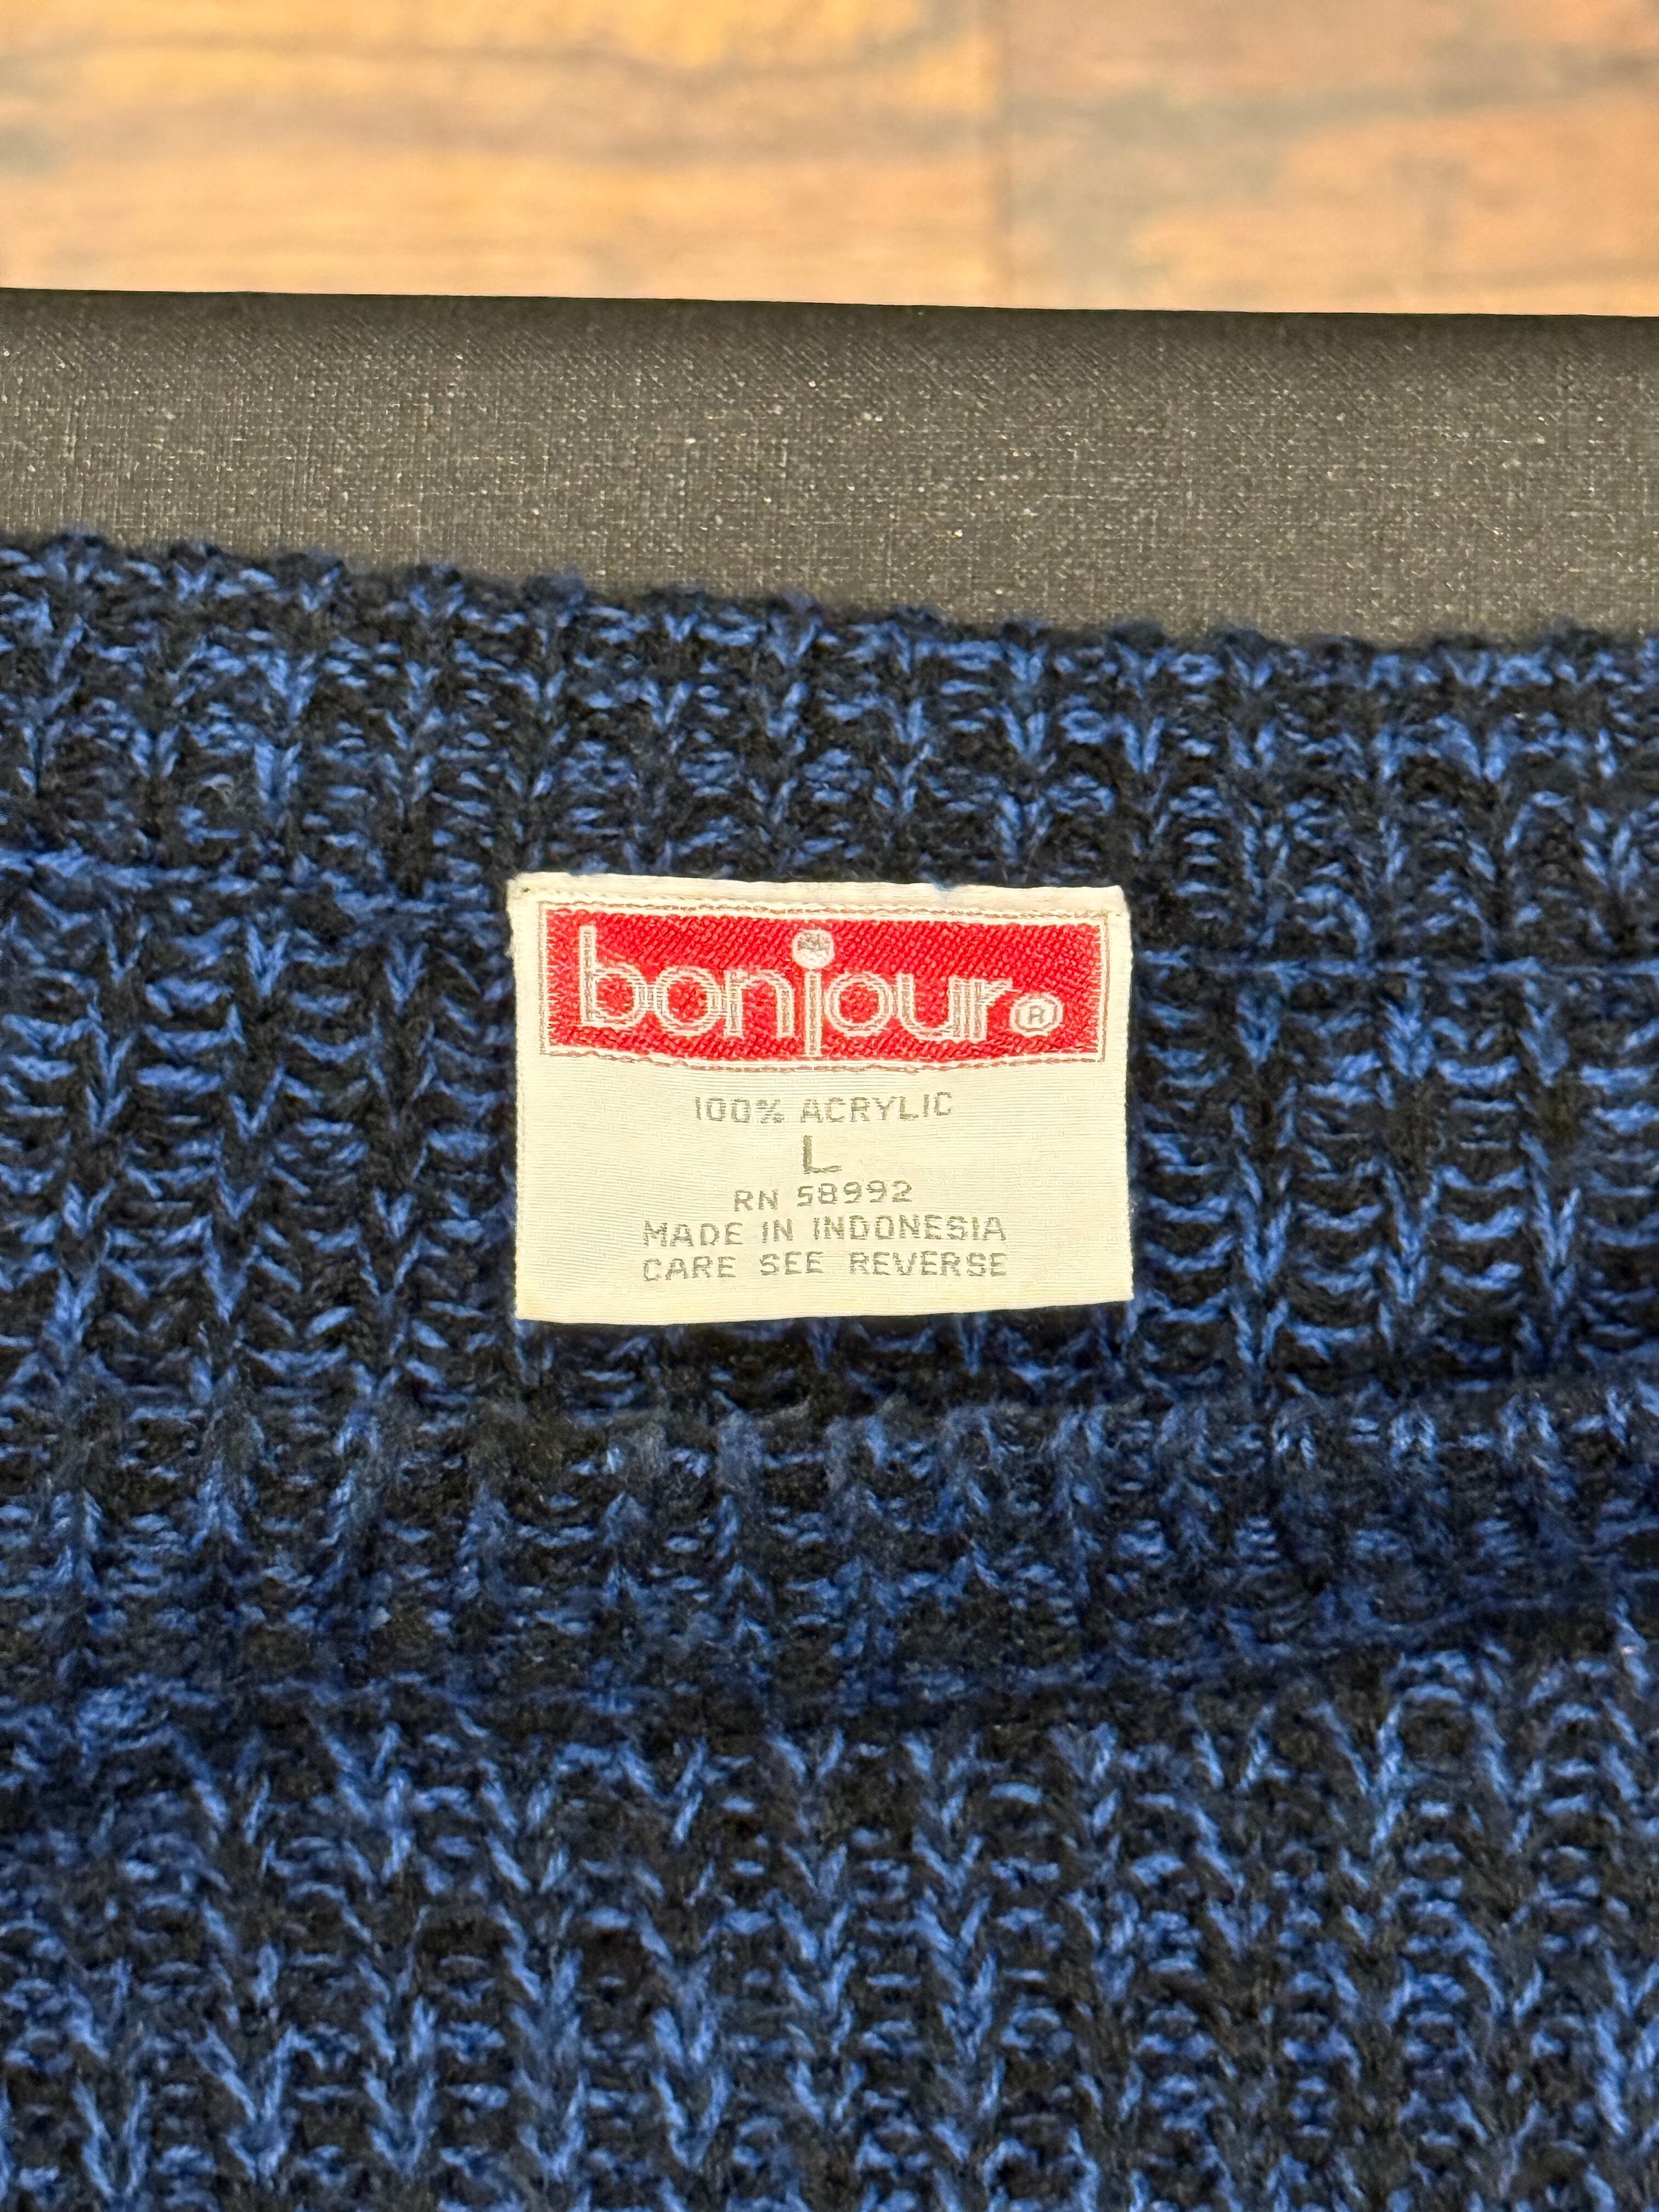 bonjour®
100% ACRYLIC
L
RN 58992
MADE IN INDONESIA
CARE SEE REVERSE